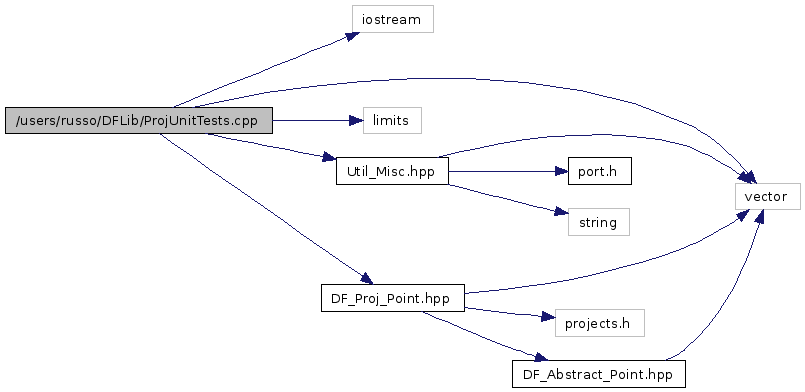 iostream
/users/russo/DFLib/ProjUnitTests.cpp
limits
Util_Misc.hpp
port.h
vector
string
DF_Proj_Point.hpp
projects.h
DF_Abstract_Point.hpp